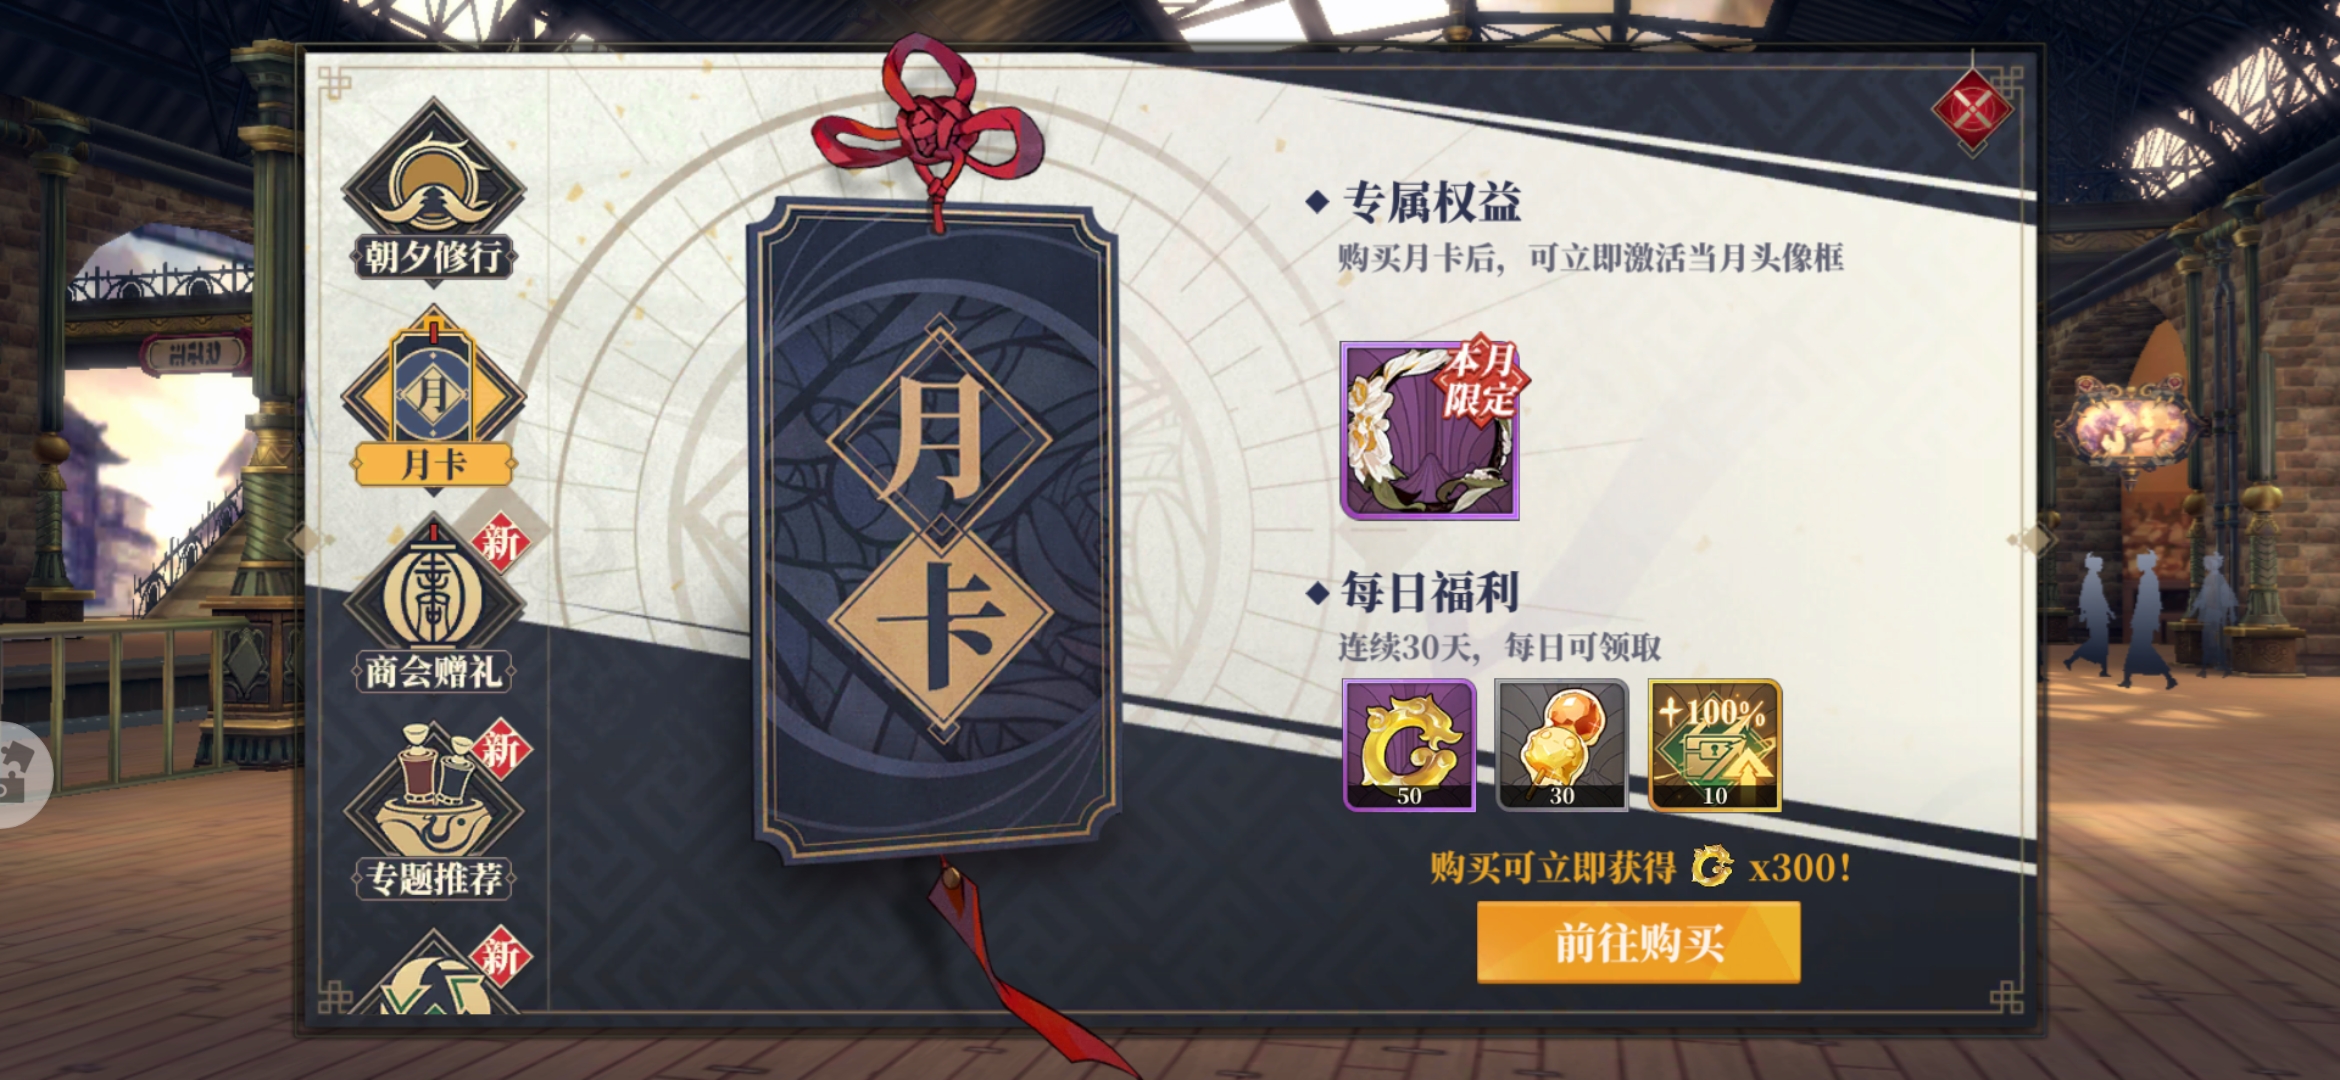 朝夕修行
月
月卡
新
商会赠礼
新
专题推荐
新
月
卡
专属权益
购买月卡后，可立即激活当月头像框
本月
限定
每日福利
连续30天，每日可领取
50
30
+100%
10
购买可立即获得 x300！
前往购买